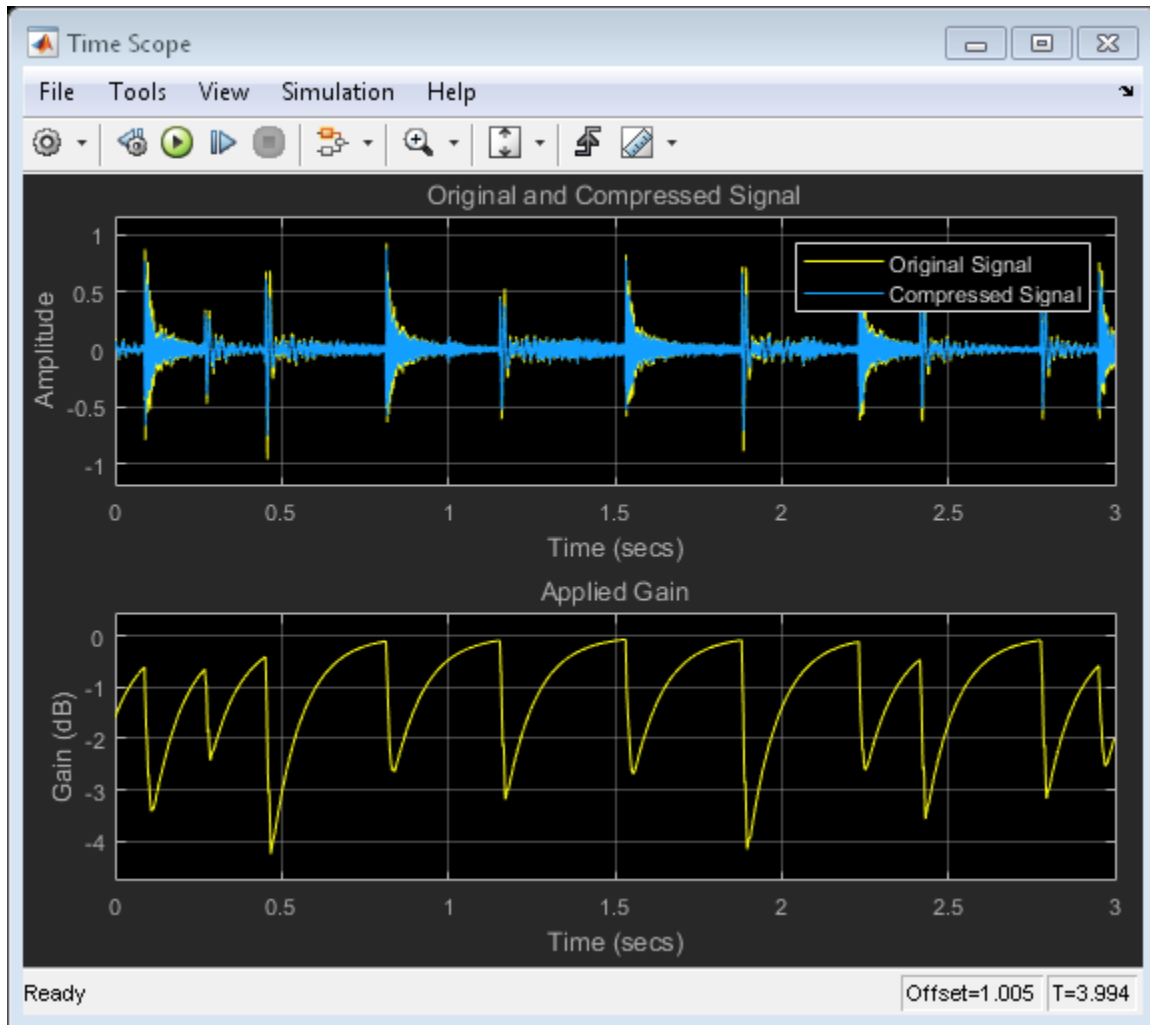 Time Scope
File Tools View Simulation Help
Original and Compressed Signal
Original Signal
Compressed Signal
Amplitude
1
0.5
0
-0.5
-1
0 0.5 1 1.5 2 2.5 3
Time (secs)
Applied Gain
Gain (dB)
0
-1
-2
-3
-4
0 0.5 1 1.5 2 2.5 3
Time (secs)
Ready Offset=1.005 T=3.994